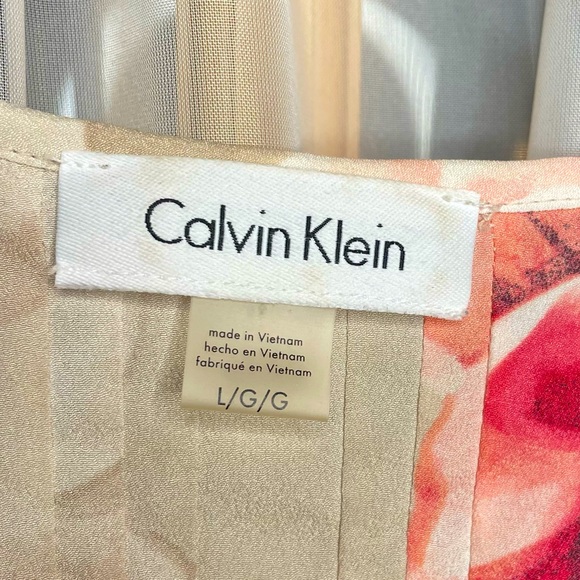 Calvin Klein
made in Vietnam
hecho en Vietnam
fabriqué en Vietnam
L/G/G